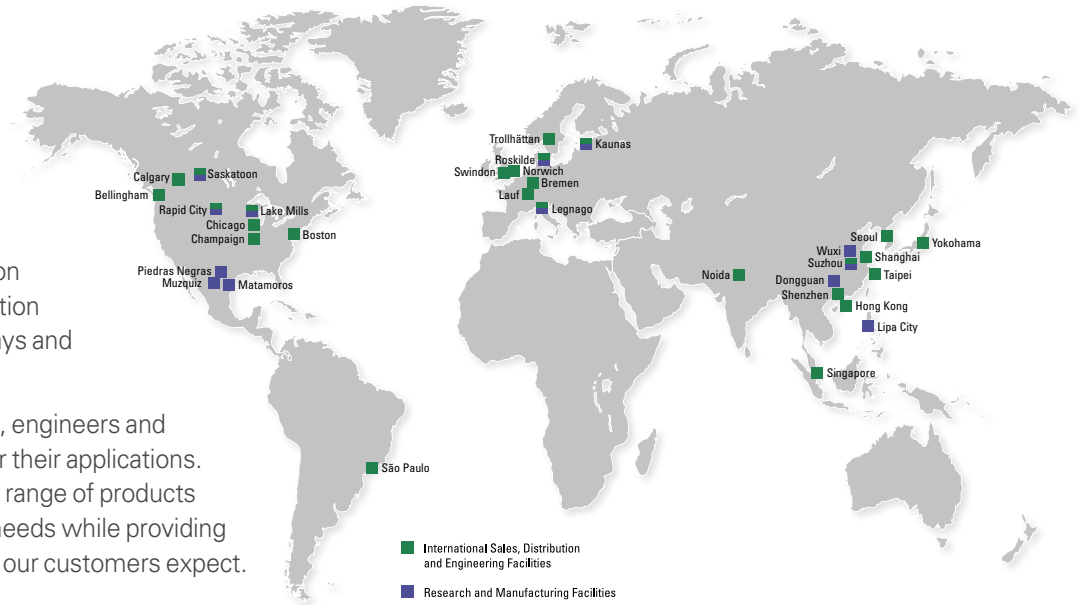 Trollhättan
Kaunas
Roskilde
Swindon
Norwich
Bremen
Lauf
Legnago
Calgary
Saskatoon
Bellingham
Rapid City
Lake Mills
Chicago
Champaign
Boston
Piedras Negras
Muzquiz
Matamoros
Seoul
Yokohama
Wuxi
Shanghai
Suzhou
Taipei
Noida
Dongguan
Shenzhen
Hong Kong
Lipa City
Singapore
São Paulo
on
tion
ays and
, engineers and
r their applications.
range of products
needs while providing
our customers expect.
International Sales, Distribution
and Engineering Facilities
Research and Manufacturing Facilities